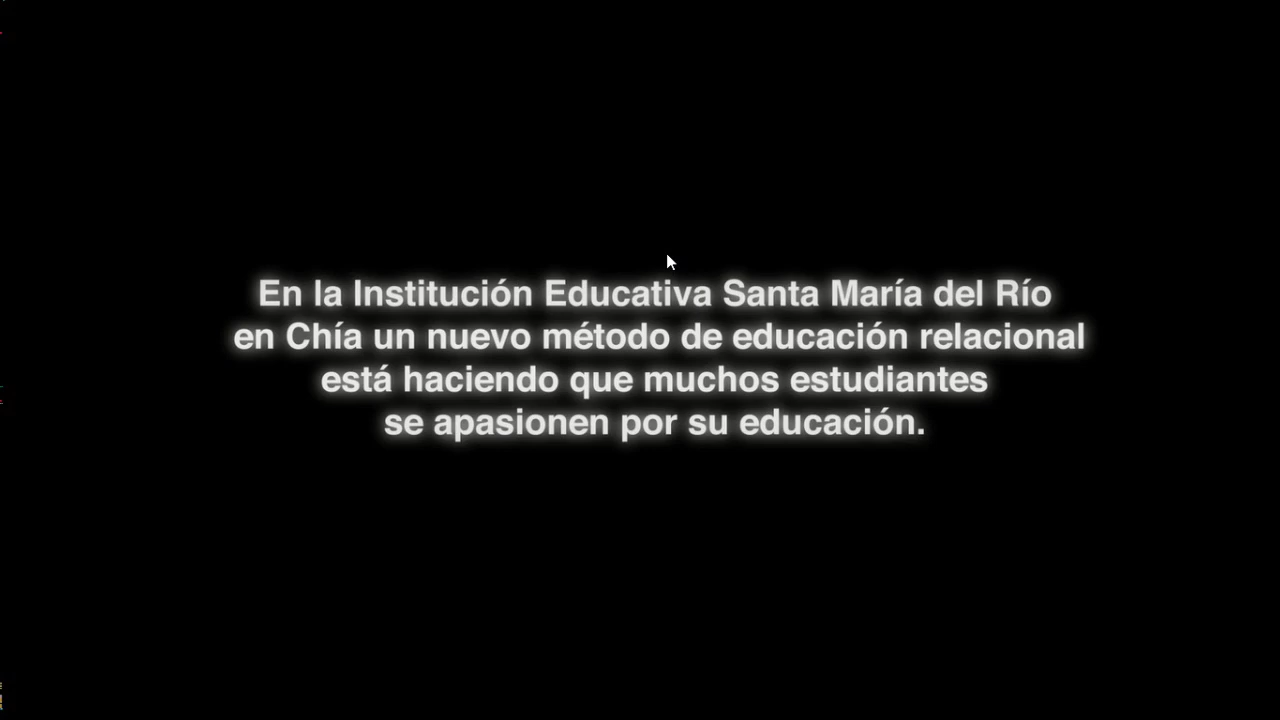 En la Institución Educativa Santa María del Río
en Chía un nuevo método de educación relacional
está haciendo que muchos estudiantes
se apasionen por su educación.